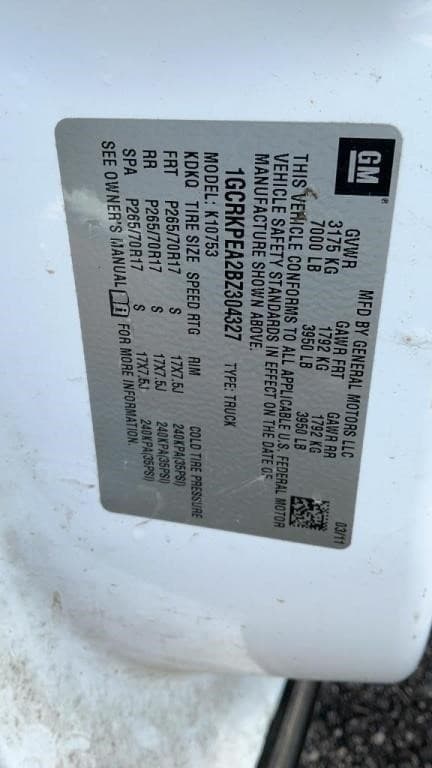 GM®
MFD BY GENERAL MOTORS LLC 03/11
GVWR GAWR FRT GAWR RR
3175 KG 1792 KG 1792 KG
7000 LB 3950 LB 3950 LB
THIS VEHICLE CONFORMS TO ALL APPLICABLE U.S. FEDERAL MOTOR
VEHICLE SAFETY STANDARDS IN EFFECT ON THE DATE OF
MANUFACTURE SHOWN ABOVE.
1GCRKPEA2BZ304327 TYPE: TRUCK
MODEL: K10753
KDKQ TIRE SIZE SPEED RTG RIM COLD TIRE PRESSURE
FRT P265/70R17 S 17X7.5J 240KPA(35PSI)
RR P265/70R17 S 17X7.5J 240KPA(35PSI)
SPA P265/70R17 S 17X7.5J 240KPA(35PSI)
SEE OWNER'S MANUAL FOR MORE INFORMATION.